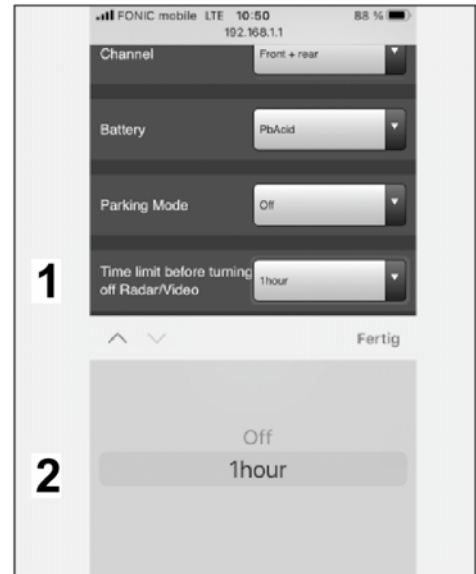 FONIC mobile LTE 10:50 88 %
192.168.1.1
Channel Front + rear
Battery PbAcid
Parking Mode Off
1 Time limit before turning off Radar/Video 1hour
Fertig
Off
2 1hour